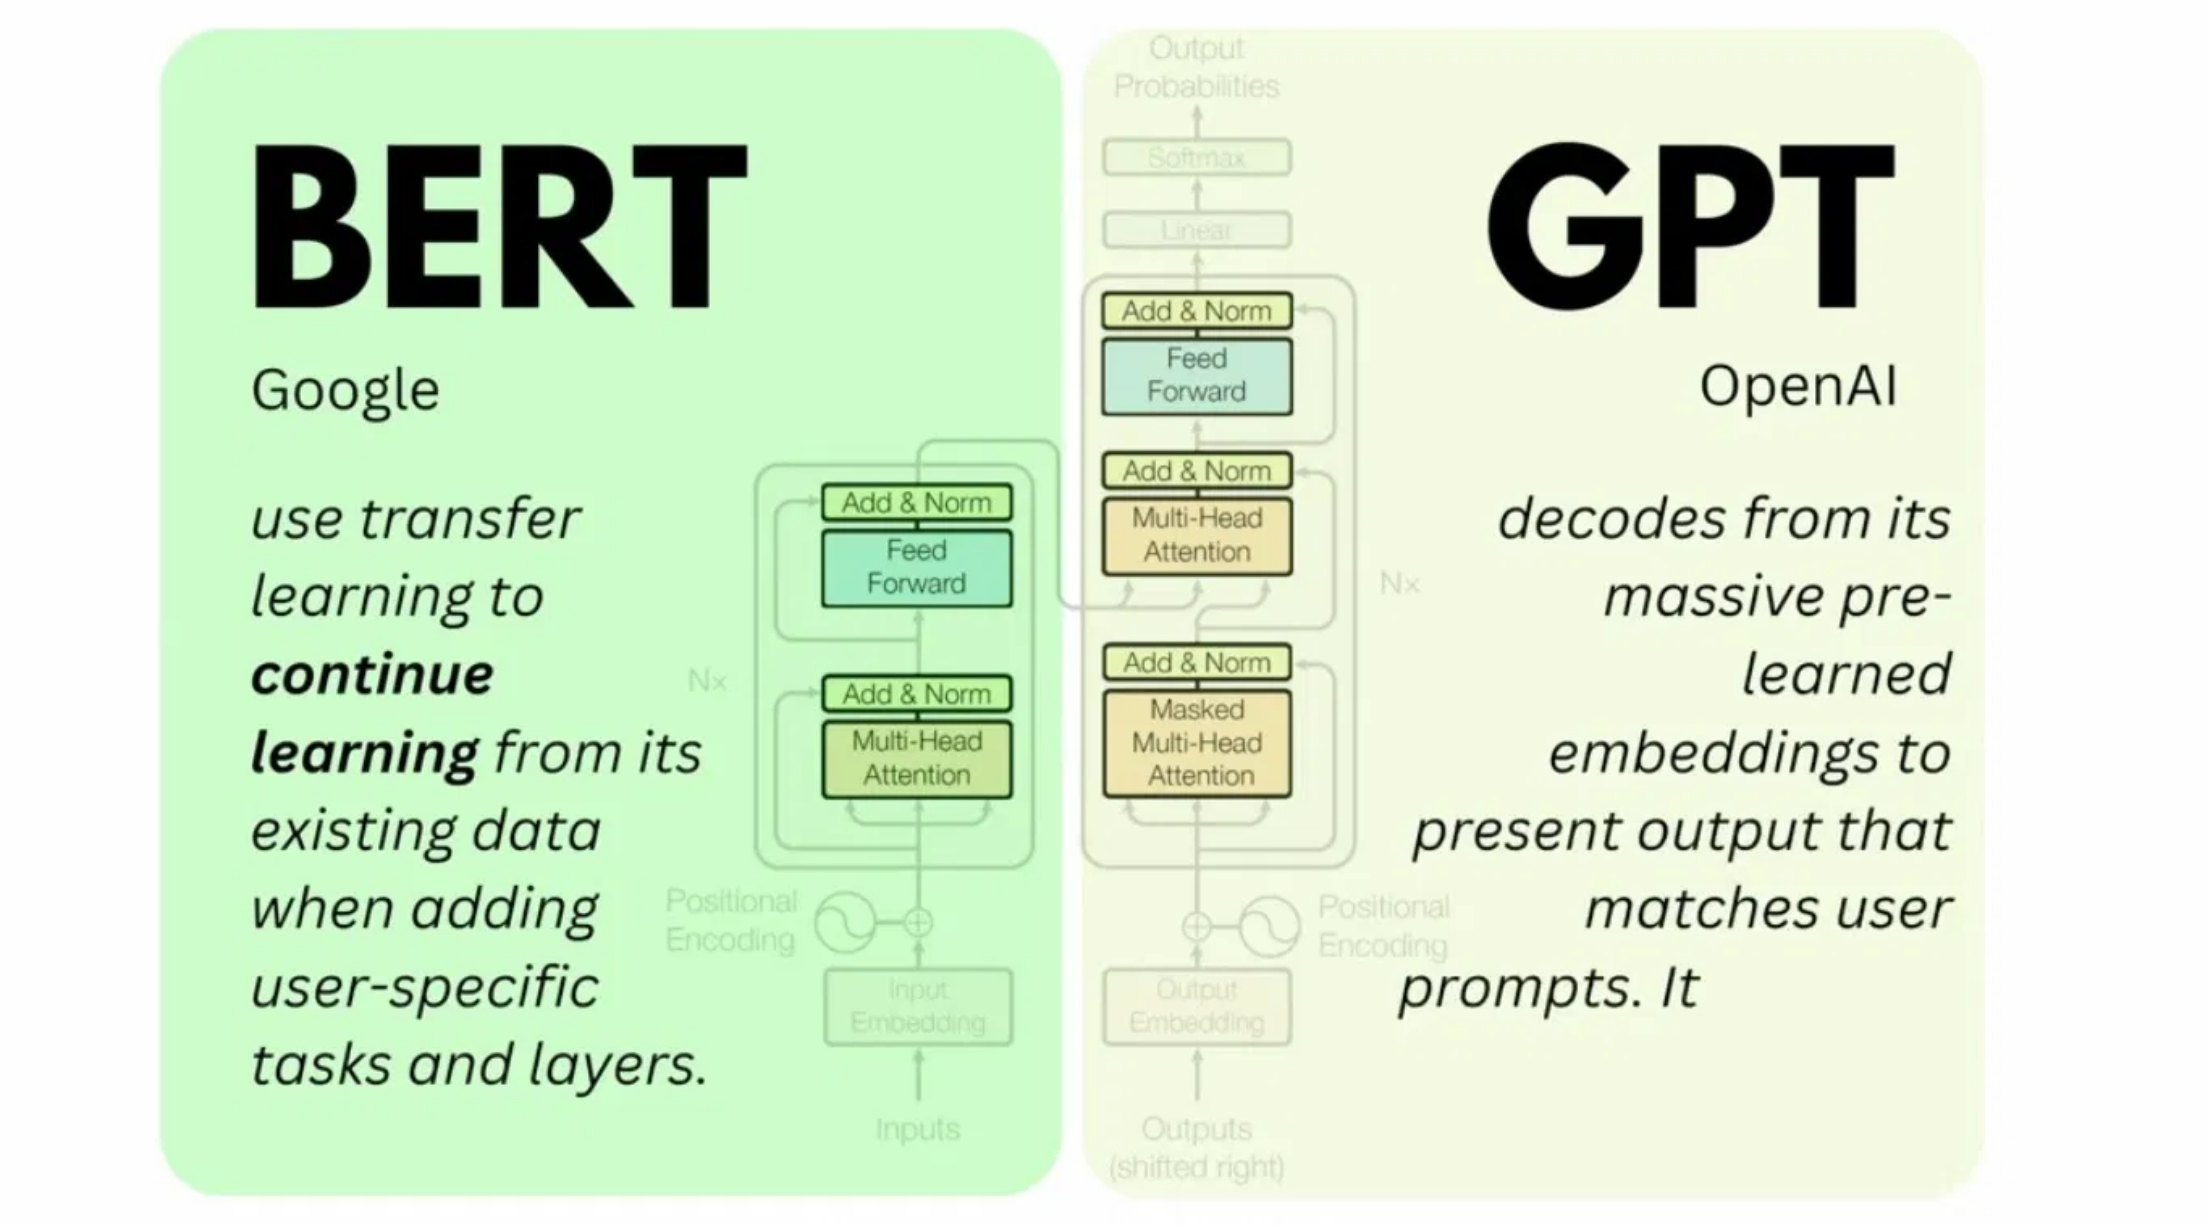 BERT
Google
use transfer
learning to
continue
learning from its
existing data
when adding
user-specific
tasks and layers.
Add & Norm
Feed
Forward
Add & Norm
Multi-Head
Attention
Nx
Positional
Encoding
Input
Embedding
Inputs
Output
Probabilities
Softmax
Linear
Add & Norm
Feed
Forward
Add & Norm
Multi-Head
Attention
Nx
Add & Norm
Masked
Multi-Head
Attention
Positional
Encoding
Output
Embedding
Outputs
(shifted right)
GPT
OpenAI
decodes from its
massive pre-
learned
embeddings to
present output that
matches user
prompts. It